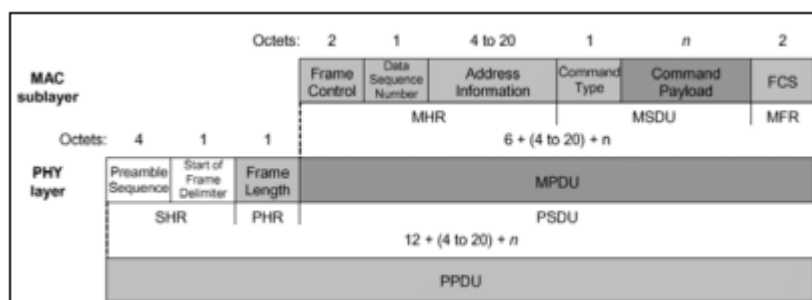 Octets: 2 1 4 to 20 1 n 2
MAC sublayer
Frame Control
Data Sequence Number
Address Information
Command Type
Command Payload
FCS
MHR MSDU MFR
Octets: 4 1 1 6 + (4 to 20) + n
PHY layer
Preamble Sequence
Start of Frame Delimiter
Frame Length
MPDU
SHR PHR PSDU
12 + (4 to 20) + n
PPDU